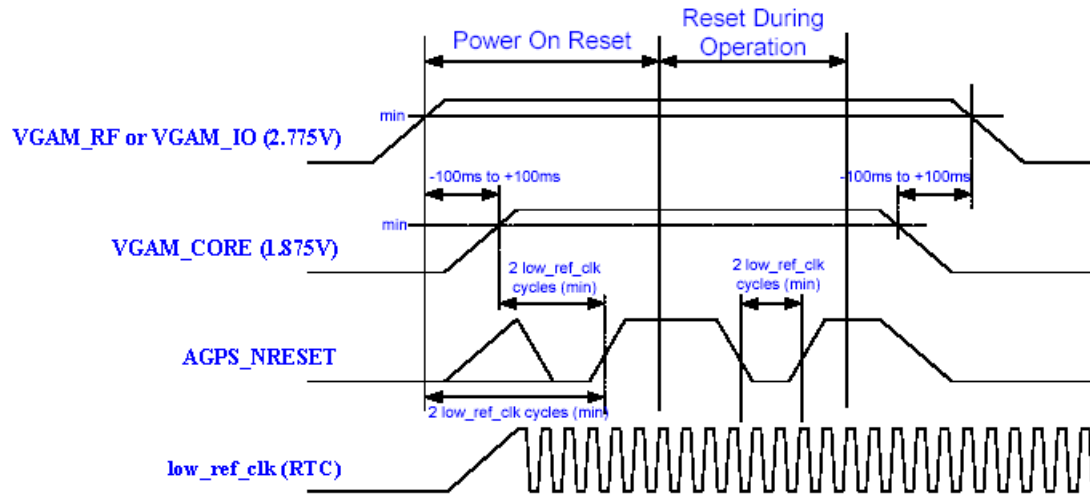 Power On Reset
Reset During
Operation
min
VGAM_RF or VGAM_IO (2.775V)
-100ms to +100ms
-100ms to +100ms
min
VGAM_CORE (1.875V)
2 low_ref_clk
cycles (min)
2 low_ref_clk
cycles (min)
AGPS_NRESET
2 low_ref_clk cycles (min)
low_ref_clk (RTC)